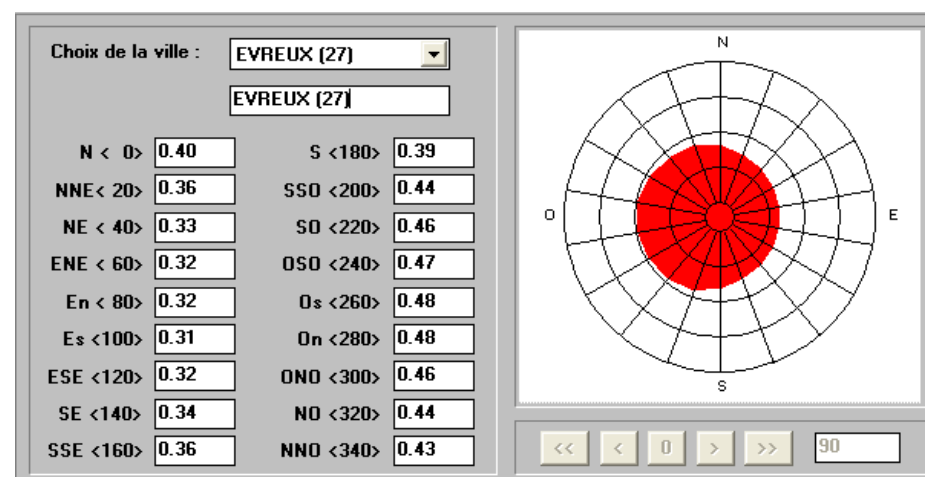 Choix de la ville : EVREUX (27)
EVREUX (27)
N < 0> 0.40 S <180> 0.39
NNE< 20> 0.36 SSO <200> 0.44
NE < 40> 0.33 SO <220> 0.46
ENE < 60> 0.32 OSO <240> 0.47
En < 80> 0.32 Os <260> 0.48
Es <100> 0.31 On <280> 0.48
ESE <120> 0.32 ONO <300> 0.46
SE <140> 0.34 NO <320> 0.44
SSE <160> 0.36 NNO <340> 0.43
N
O E
S
<< < 0 > >> 90